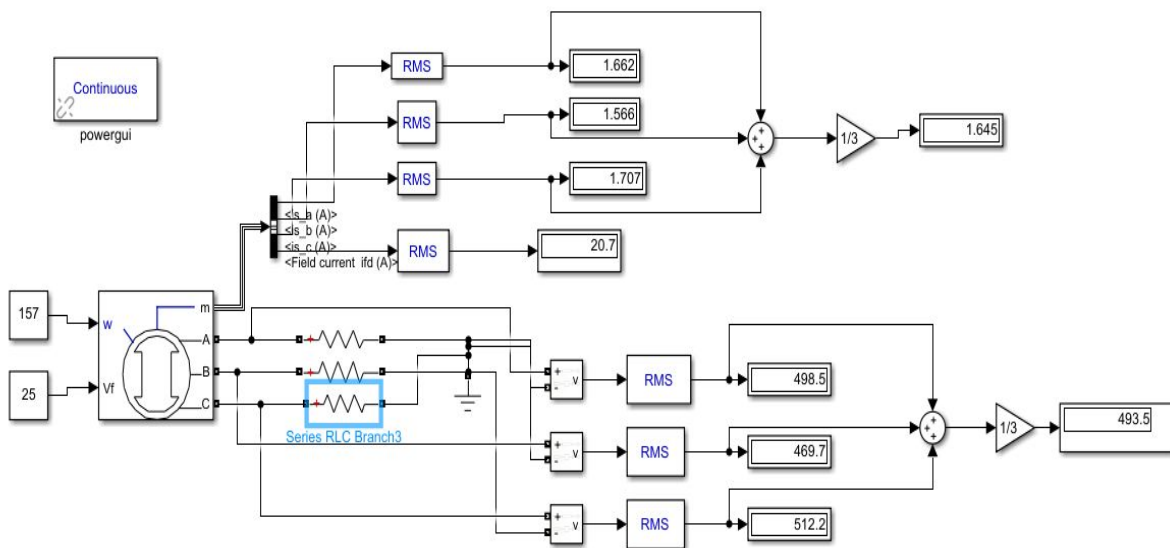 Continuous
powergui
RMS
1.662
RMS
1.566
1/3
1.645
RMS
1.707
<is_a (A)>
<is_b (A)>
<is_c (A)>
<Field current ifd (A)>
RMS
20.7
157
w
m
A
B
C
25
Vf
Series RLC Branch3
v
RMS
498.5
v
RMS
469.7
1/3
493.5
v
RMS
512.2